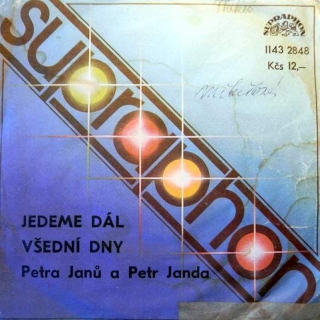 SUPRAPHON
1143 2848
Kčs 12,–
supraphon
JEDEME DÁL
VŠEDNÍ DNY
Petra Janů a Petr Janda